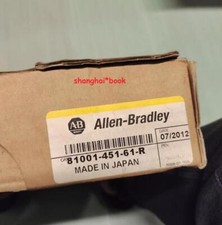 shanghai*book
AB Allen-Bradley
07/2012
81001-451-61-R
MADE IN JAPAN